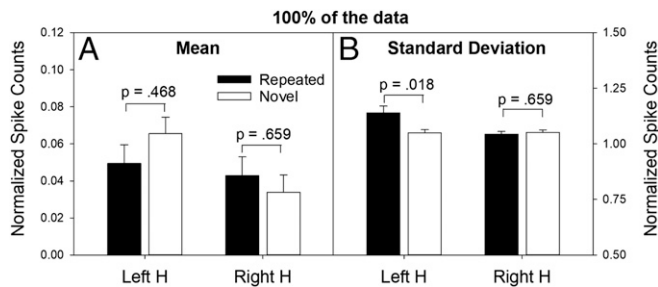 100% of the data
A
Mean
B
Standard Deviation
Normalized Spike Counts
0.12
0.10
0.08
0.06
0.04
0.02
0.00
Repeated
Novel
p = .468
p = .659
Left H
Right H
p = .018
p = .659
Left H
Right H
1.50
1.25
1.00
0.75
0.50
Normalized Spike Counts